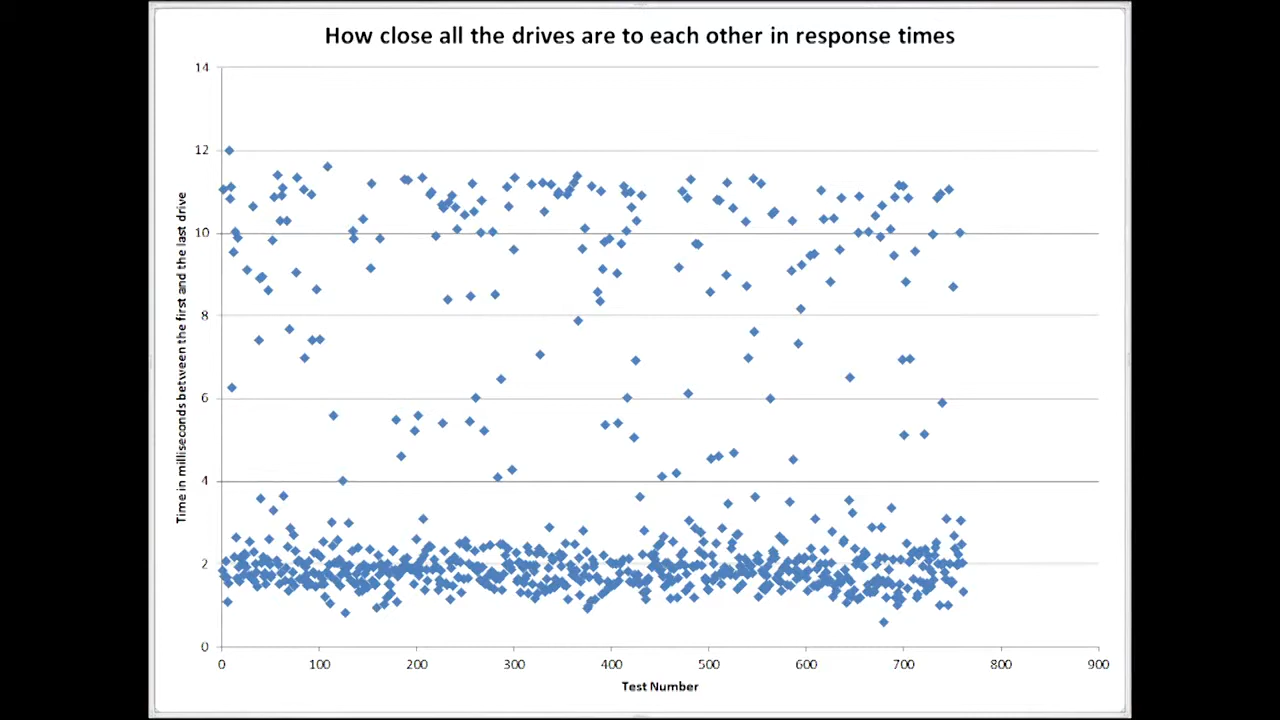 How close all the drives are to each other in response times
Time in milliseconds between the first and the last drive
14
12
10
8
6
4
2
0
0 100 200 300 400 500 600 700 800 900
Test Number